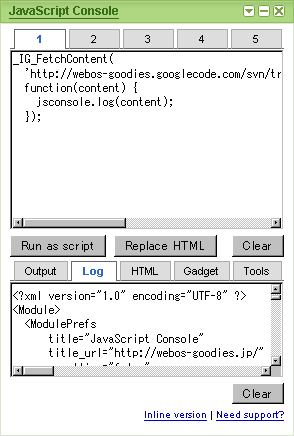 JavaScript Console
1 2 3 4 5
_IG_FetchContent(
'http://webos-goodies.googlecode.com/svn/tr
function(content) {
jsconsole.log(content);
});
Run as script Replace HTML Clear
Output Log HTML Gadget Tools
<?xml version="1.0" encoding="UTF-8" ?>
<Module>
<ModulePrefs
title="JavaScript Console"
title_url="http://webos-goodies.jp/"
Clear
Inline version | Need support?